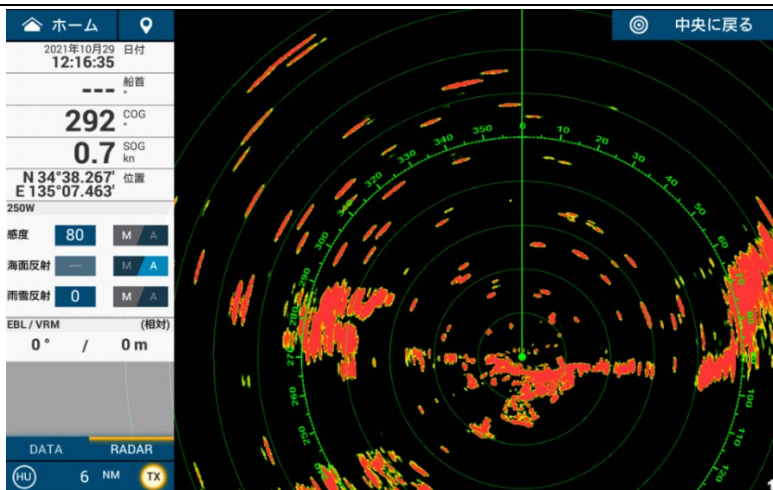 ホーム
中央に戻る
2021年10月29 日付
12:16:35
--- 船首 °
292 COG °
0.7 SOG kn
N 34°38.267' 位置
E 135°07.463'
250W
感度 80 M / A
海面反射 --- M / A
雨雪反射 0 M / A
EBL / VRM (相対)
0° / 0 m
DATA RADAR
HU 6 NM TX
350 0 10
340 20
330 30
320 40
310 50
300 60
290 70
280
270
260 100
250 110
240 120